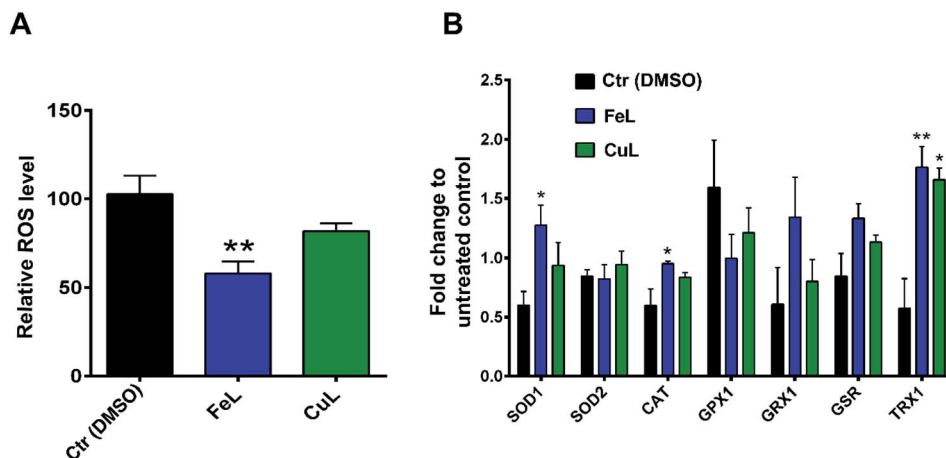 A
Relative ROS level
150
100
50
0
**
Ctr (DMSO)
FeL
CuL
B
Fold change to
untreated control
2.5
2.0
1.5
1.0
0.5
0.0
Ctr (DMSO)
FeL
CuL
*
*
**
*
SOD1
SOD2
CAT
GPX1
GRX1
GSR
TRX1